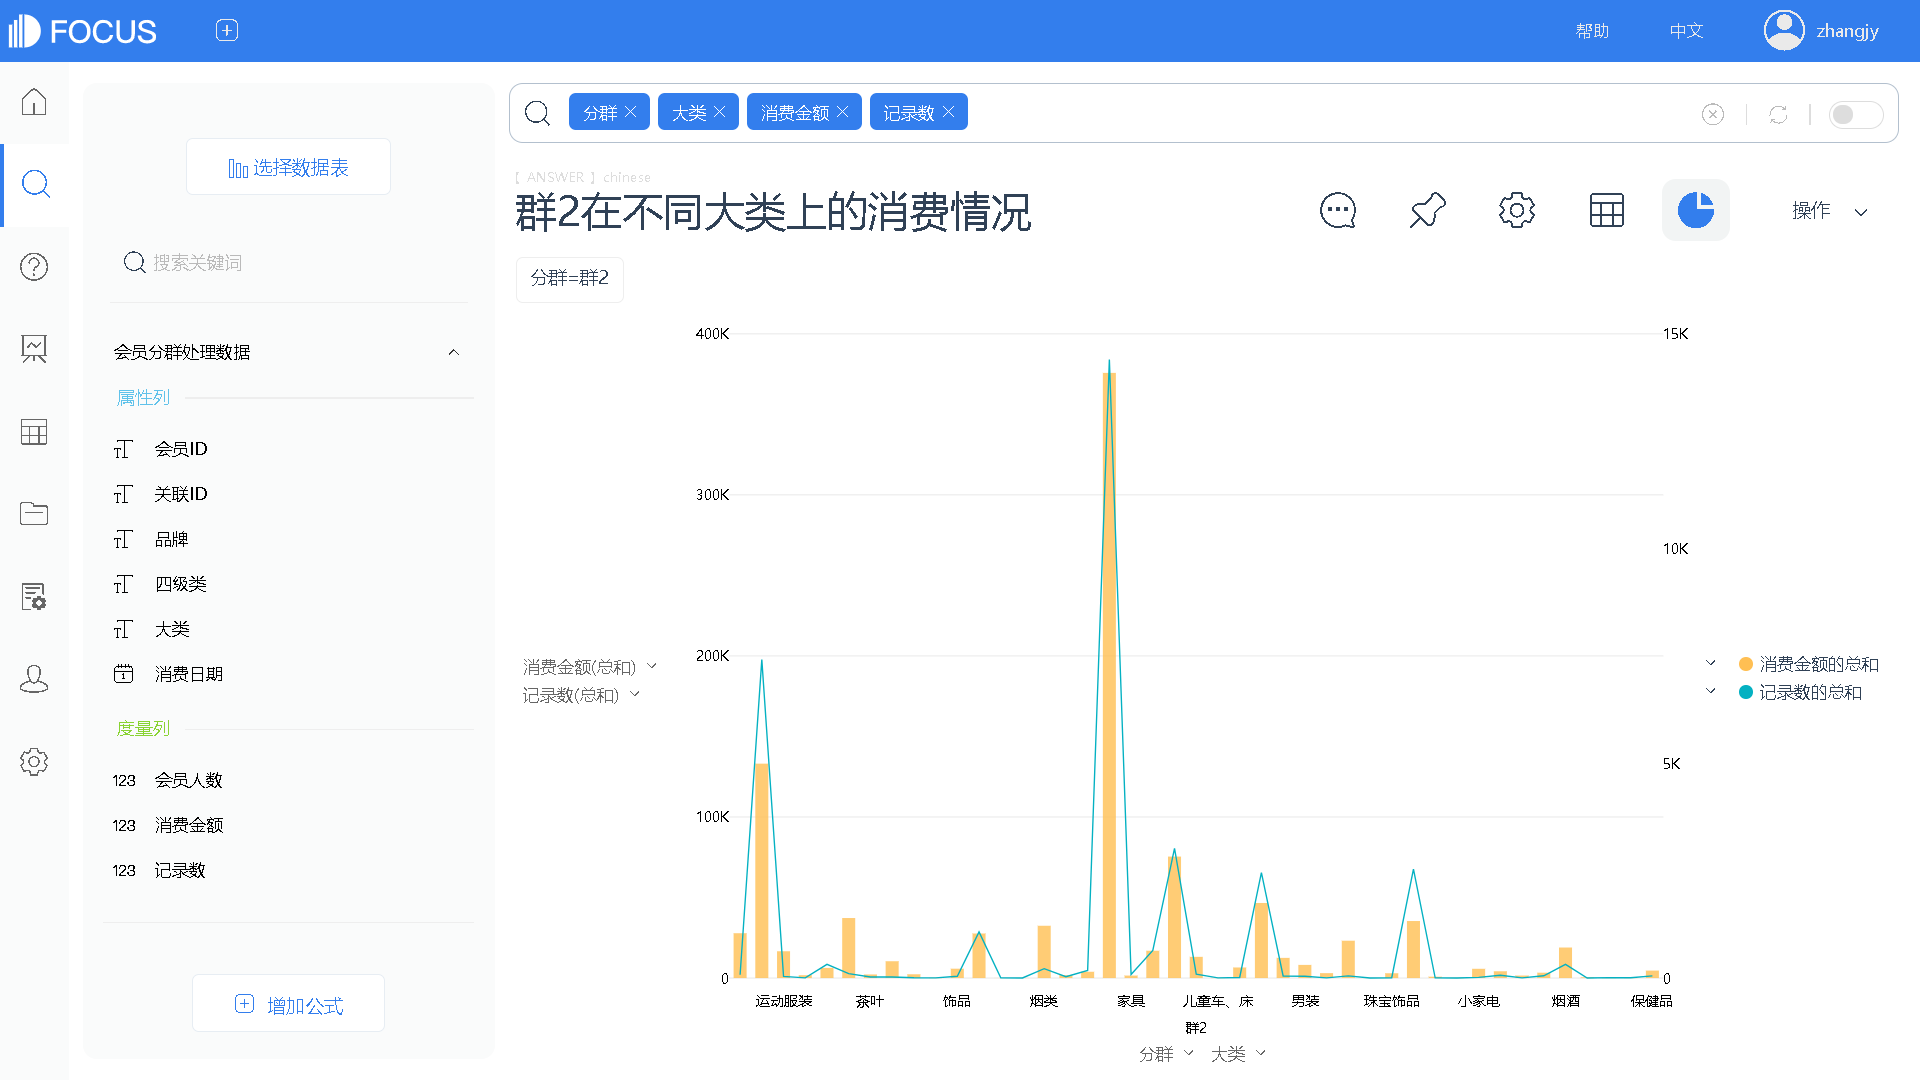 FOCUS
帮助
中文
zhangjy
分群
大类
消费金额
记录数
选择数据表
搜索关键词
会员分群处理数据
属性列
会员ID
关联ID
品牌
四级类
大类
消费日期
度量列
123 会员人数
123 消费金额
123 记录数
增加公式
【 ANSWER 】 chinese
群2在不同大类上的消费情况
操作
分群=群2
400K
300K
200K
100K
0
15K
10K
5K
0
消费金额(总和)
记录数(总和)
消费金额的总和
记录数的总和
运动服装 茶叶 饰品 烟类 家具 儿童车、床 男装 珠宝饰品 小家电 烟酒 保健品
群2
分群 大类